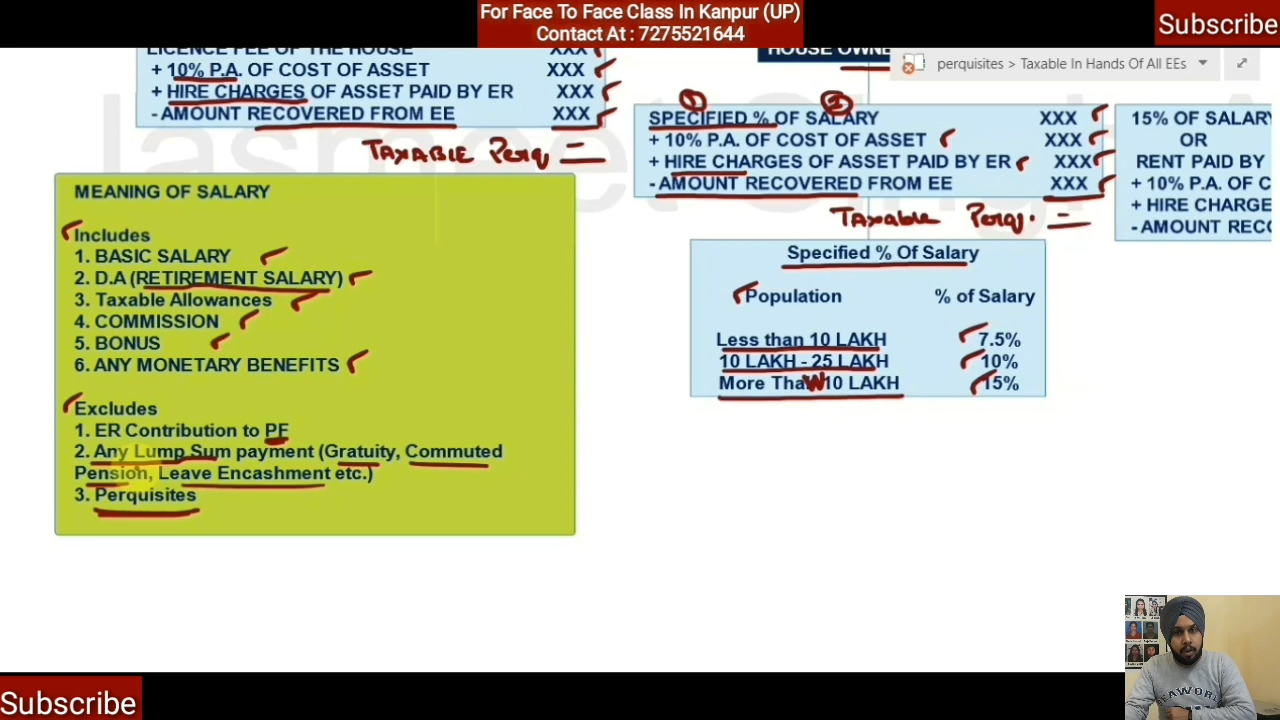 For Face To Face Class In Kanpur (UP)
Contact At : 7275521644
Subscribe
LICENCE FEE OF THE HOUSE XXX
+ 10% P.A. OF COST OF ASSET XXX
+ HIRE CHARGES OF ASSET PAID BY ER XXX
- AMOUNT RECOVERED FROM EE XXX
TAXABLE Perq =
MEANING OF SALARY
Includes
1. BASIC SALARY
2. D.A (RETIREMENT SALARY)
3. Taxable Allowances
4. COMMISSION
5. BONUS
6. ANY MONETARY BENEFITS
Excludes
1. ER Contribution to PF
2. Any Lump Sum payment (Gratuity, Commuted
Pension, Leave Encashment etc.)
3. Perquisites
HOUSE OWNE
perquisites > Taxable In Hands Of All EEs
1 2
SPECIFIED % OF SALARY XXX
+ 10% P.A. OF COST OF ASSET XXX
+ HIRE CHARGES OF ASSET PAID BY ER XXX
- AMOUNT RECOVERED FROM EE XXX
Taxable Perq. =
Specified % Of Salary
Population % of Salary
Less than 10 LAKH 7.5%
10 LAKH - 25 LAKH 10%
More Than 10 LAKH 15%
15% OF SALARY
OR
RENT PAID BY
+ 10% P.A. OF C
+ HIRE CHARGE
- AMOUNT REC
Subscribe